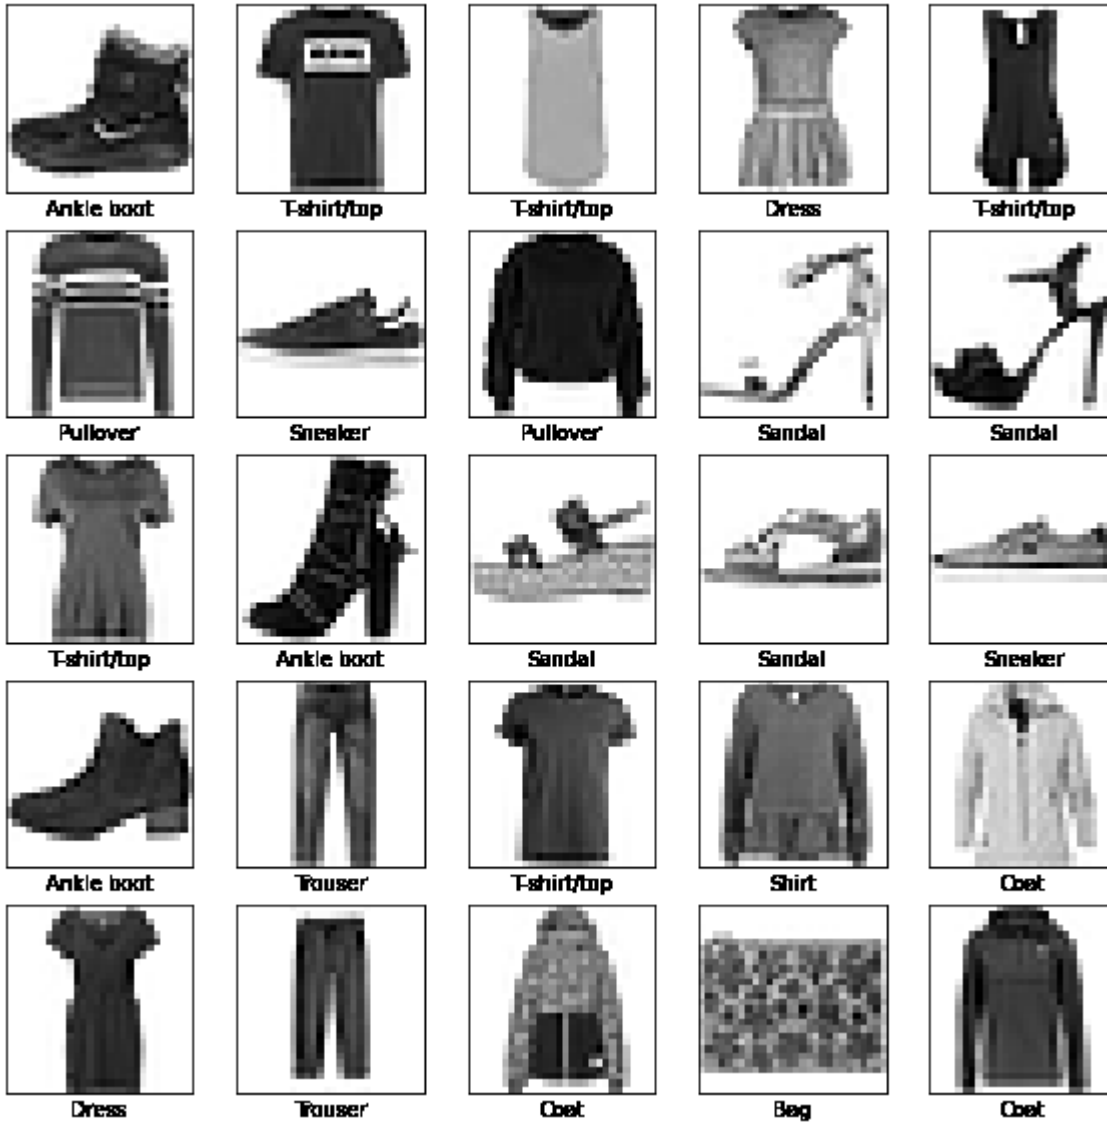 Ankle boot T-shirt/top T-shirt/top Dress T-shirt/top
Pullover Sneaker Pullover Sandal Sandal
T-shirt/top Ankle boot Sandal Sandal Sneaker
Ankle boot Trouser T-shirt/top Shirt Coat
Dress Trouser Coat Bag Coat